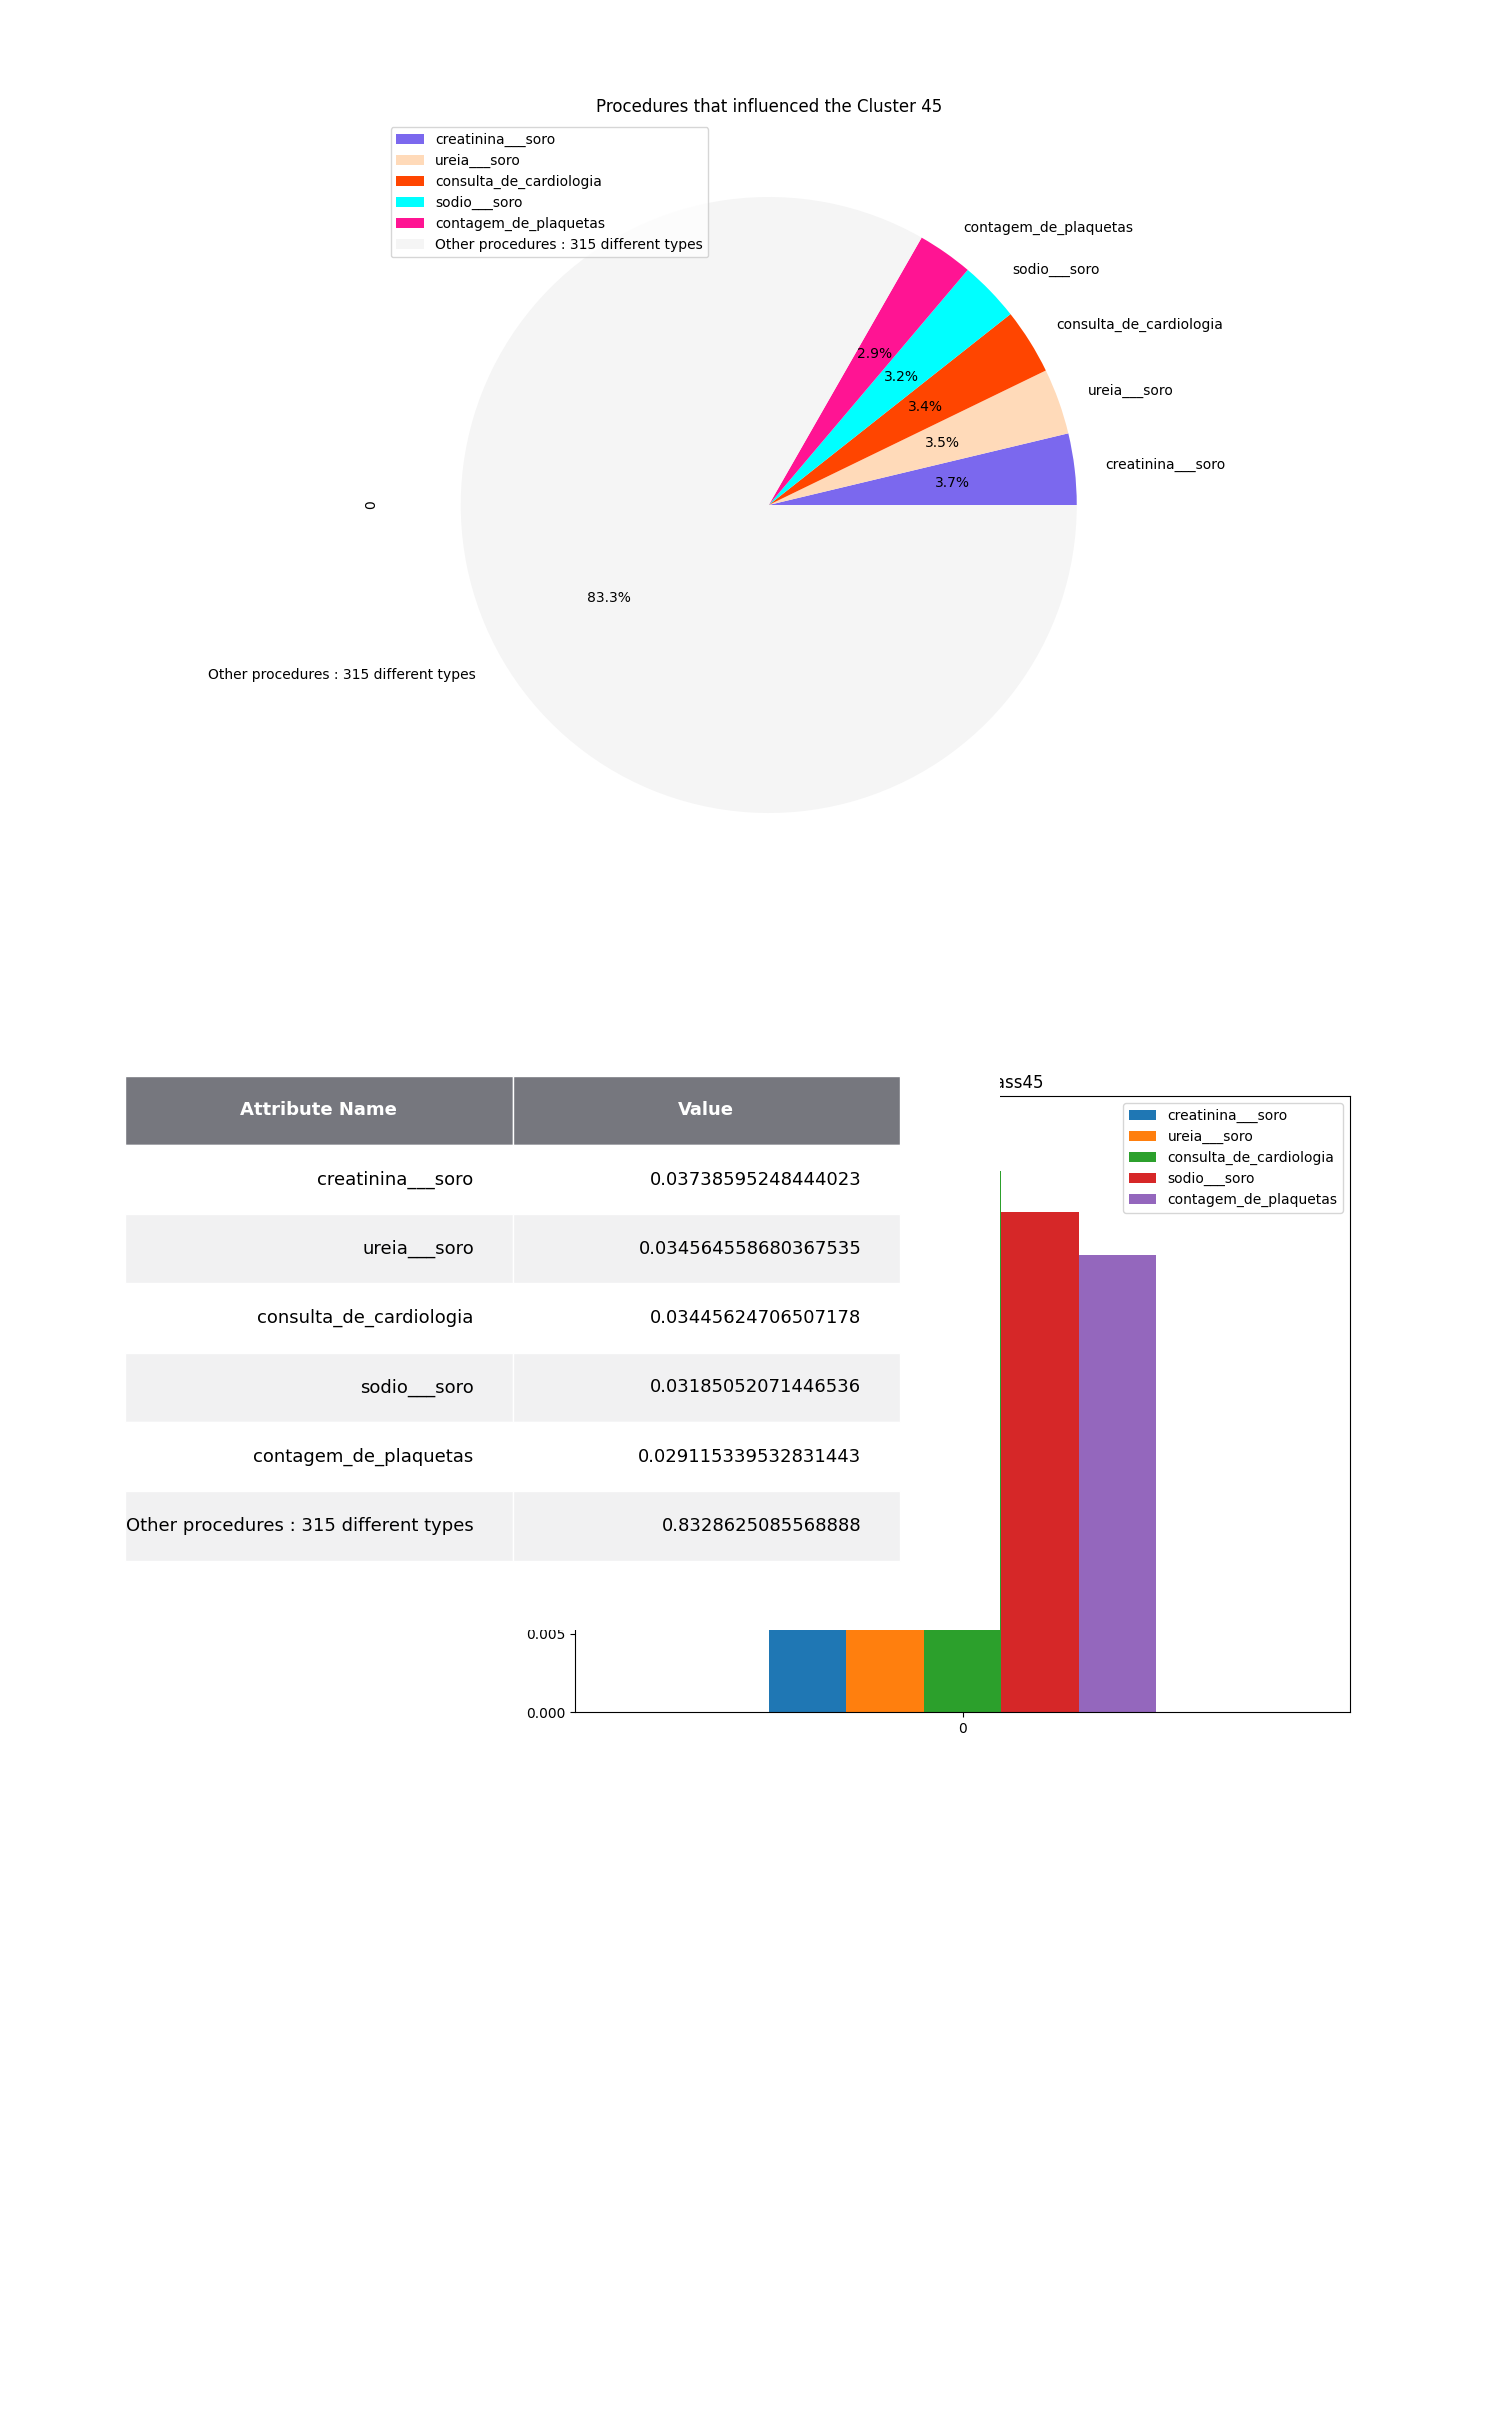 Procedures that influenced the Cluster 45
creatinina___soro
ureia___soro
consulta_de_cardiologia
sodio___soro
contagem_de_plaquetas
Other procedures : 315 different types
contagem_de_plaquetas
sodio___soro
consulta_de_cardiologia
ureia___soro
creatinina___soro
2.9%
3.2%
3.4%
3.5%
3.7%
0
83.3%
Other procedures : 315 different types
Attribute Name Value
creatinina___soro 0.03738595248444023
ureia___soro 0.034564558680367535
consulta_de_cardiologia 0.03445624706507178
sodio___soro 0.03185052071446536
contagem_de_plaquetas 0.029115339532831443
Other procedures : 315 different types 0.8328625085568888
ass45
creatinina___soro
ureia___soro
consulta_de_cardiologia
sodio___soro
contagem_de_plaquetas
0.005
0.000
0